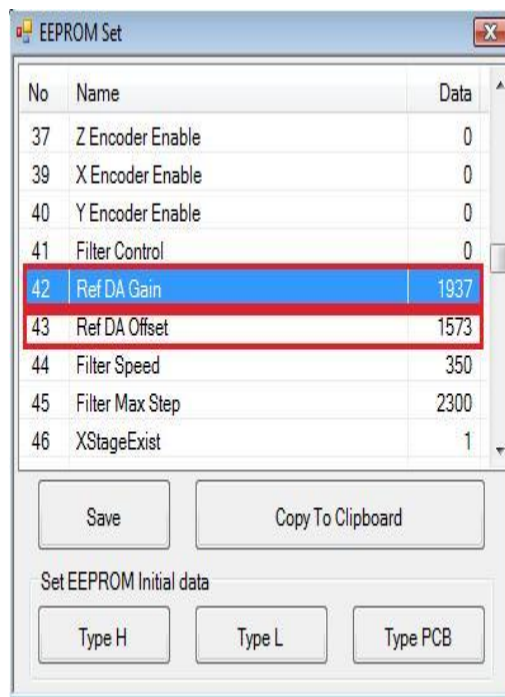 EEPROM Set
No Name Data
37 Z Encoder Enable 0
39 X Encoder Enable 0
40 Y Encoder Enable 0
41 Filter Control 0
42 Ref DA Gain 1937
43 Ref DA Offset 1573
44 Filter Speed 350
45 Filter Max Step 2300
46 XStageExist 1
Save Copy To Clipboard
Set EEPROM Initial data
Type H Type L Type PCB